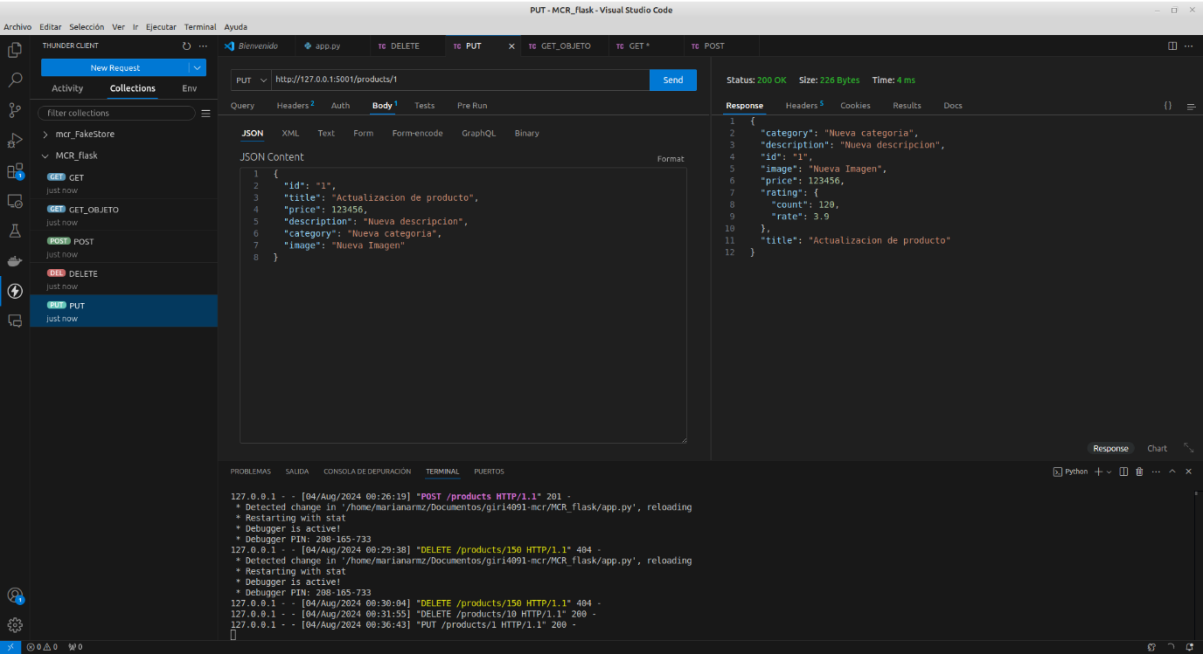 PUT - MCR_flask - Visual Studio Code
Archivo Editar Selección Ver Ir Ejecutar Terminal Ayuda
THUNDER CLIENT
Bienvenido app.py TC DELETE TC PUT TC GET_OBJETO TC GET * TC POST
New Request
Activity Collections Env
filter collections
mcr_FakeStore
MCR_flask
GET GET
just now
GET GET_OBJETO
just now
POST POST
just now
DEL DELETE
just now
PUT PUT
just now
PUT http://127.0.0.1:5001/products/1 Send
Query Headers 2 Auth Body 1 Tests Pre Run
JSON XML Text Form Form-encode GraphQL Binary
JSON Content Format
1 {
2 "id": "1",
3 "title": "Actualizacion de producto",
4 "price": 123456,
5 "description": "Nueva descripcion",
6 "category": "Nueva categoria",
7 "image": "Nueva Imagen"
8 }
Status: 200 OK Size: 226 Bytes Time: 4 ms
Response Headers 5 Cookies Results Docs {}
1 {
2 "category": "Nueva categoria",
3 "description": "Nueva descripcion",
4 "id": "1",
5 "image": "Nueva Imagen",
6 "price": 123456,
7 "rating": {
8 "count": 120,
9 "rate": 3.9
10 },
11 "title": "Actualizacion de producto"
12 }
Response Chart
PROBLEMAS SALIDA CONSOLA DE DEPURACIÓN TERMINAL PUERTOS Python
127.0.0.1 - - [04/Aug/2024 00:26:19] "POST /products HTTP/1.1" 201 -
* Detected change in '/home/marianarmz/Documentos/giri4091-mcr/MCR_flask/app.py', reloading
* Restarting with stat
* Debugger is active!
* Debugger PIN: 208-165-733
127.0.0.1 - - [04/Aug/2024 00:29:38] "DELETE /products/150 HTTP/1.1" 404 -
* Detected change in '/home/marianarmz/Documentos/giri4091-mcr/MCR_flask/app.py', reloading
* Restarting with stat
* Debugger is active!
* Debugger PIN: 208-165-733
127.0.0.1 - - [04/Aug/2024 00:30:04] "DELETE /products/150 HTTP/1.1" 404 -
127.0.0.1 - - [04/Aug/2024 00:31:55] "DELETE /products/10 HTTP/1.1" 200 -
127.0.0.1 - - [04/Aug/2024 00:36:43] "PUT /products/1 HTTP/1.1" 200 -
0 0 0